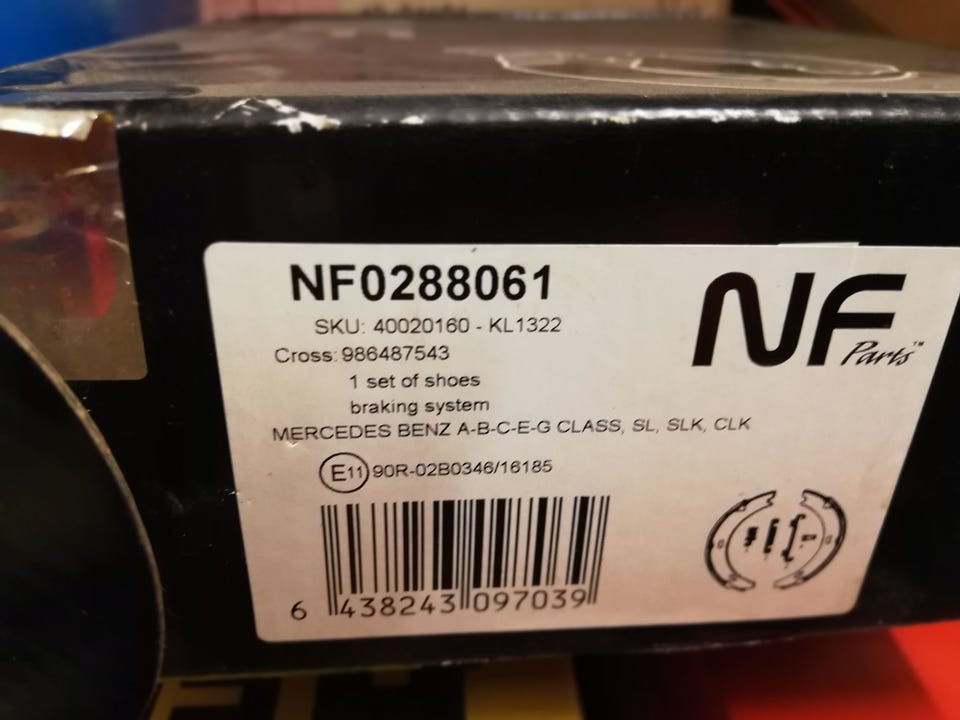 NF0288061
SKU: 40020160 - KL1322
Cross: 986487543
1 set of shoes
braking system
MERCEDES BENZ A-B-C-E-G CLASS, SL, SLK, CLK
E11 90R-02B0346/16185
6 438243 097039
NF
Parts™